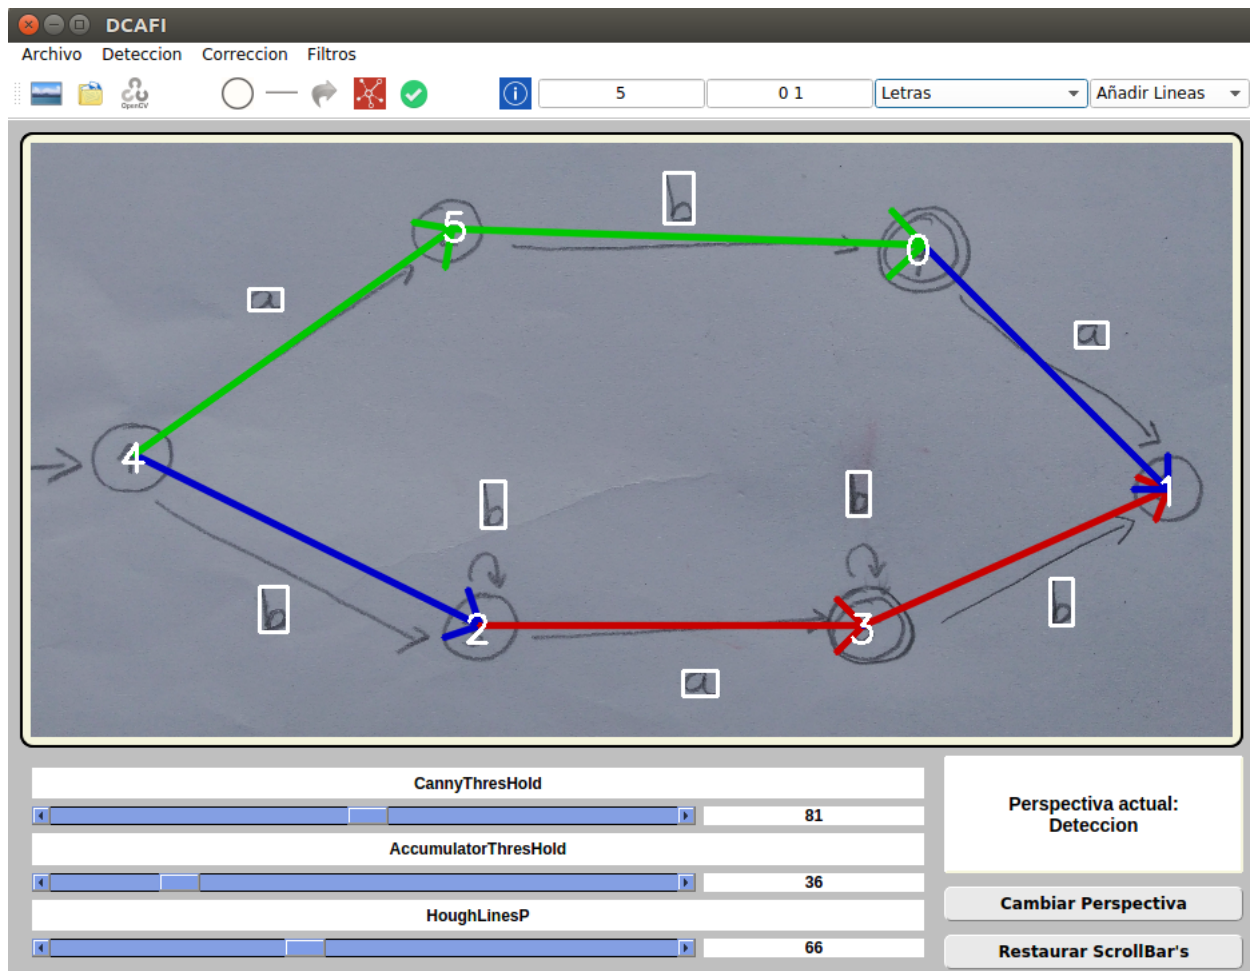 DCAFI
Archivo Deteccion Correccion Filtros
OpenCV i 5 0 1 Letras Añadir Lineas
b
5
0
a
a
4
1
b
b
b
2
3
b
a
CannyThresHold
81
AccumulatorThresHold
36
HoughLinesP
66
Perspectiva actual:
Deteccion
Cambiar Perspectiva
Restaurar ScrollBar's